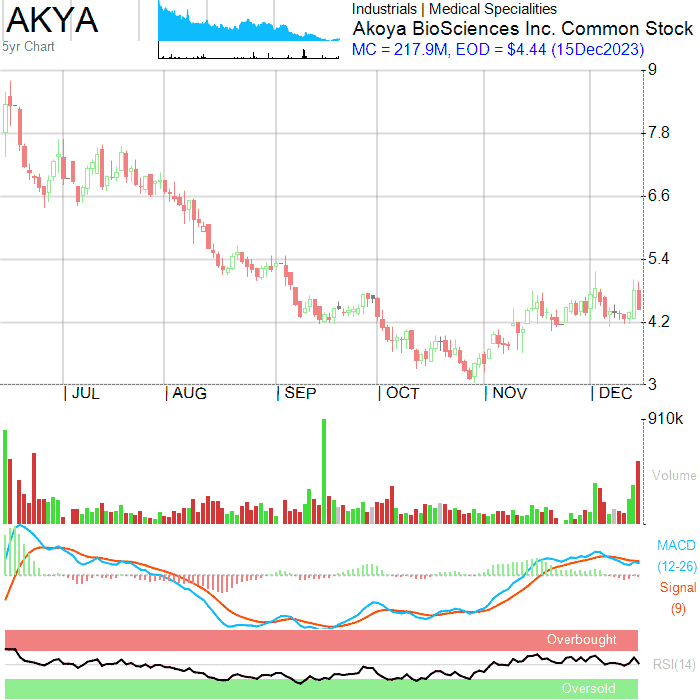 AKYA
5yr Chart
Industrials | Medical Specialities
Akoya BioSciences Inc. Common Stock
MC = 217.9M, EOD = $4.44 (15Dec2023)
9
7.8
6.6
5.4
4.2
3
| JUL | AUG | SEP | OCT | NOV | DEC
910k
Volume
MACD
(12-26)
Signal
(9)
Overbought
RSI(14)
Oversold